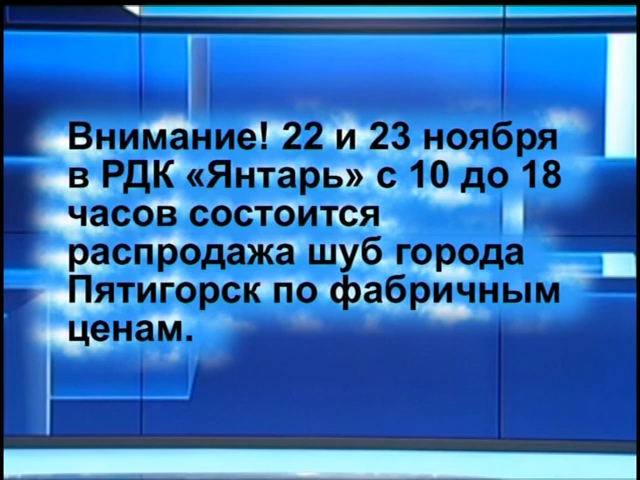 Внимание! 22 и 23 ноября
в РДК «Янтарь» с 10 до 18
часов состоится
распродажа шуб города
Пятигорск по фабричным
ценам.